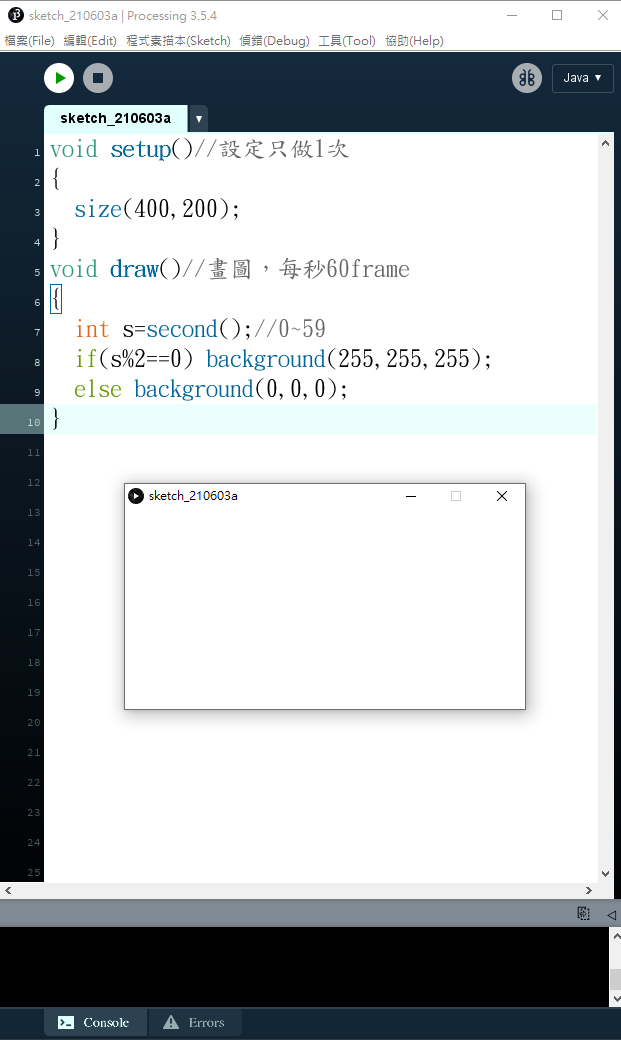 sketch_210603a | Processing 3.5.4
檔案(File) 編輯(Edit) 程式素描本(Sketch) 偵錯(Debug) 工具(Tool) 協助(Help)
Java ▼
sketch_210603a ▼
1 void setup()//設定只做1次
2 {
3 size(400,200);
4 }
5 void draw()//畫圖，每秒60frame
6 {
7 int s=second();//0~59
8 if(s%2==0) background(255,255,255);
9 else background(0,0,0);
10 }
11
12
sketch_210603a
13
14
15
16
17
18
19
20
21
22
23
24
25
Console Errors